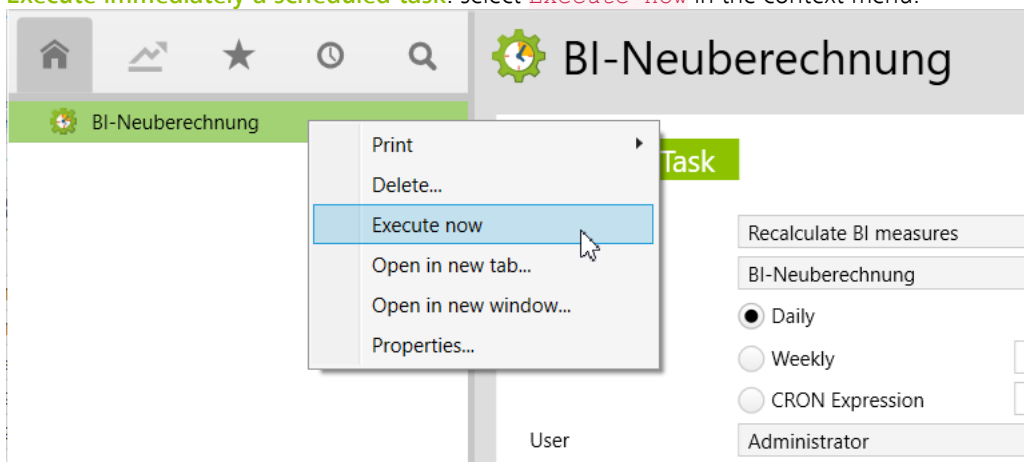 Execute immediately a scheduled task: select Execute now in the context menu.
BI-Neuberechnung
BI-Neuberechnung
Print
Delete...
Execute now
Open in new tab...
Open in new window...
Properties...
Task
Recalculate BI measures
BI-Neuberechnung
Daily
Weekly
CRON Expression
User Administrator